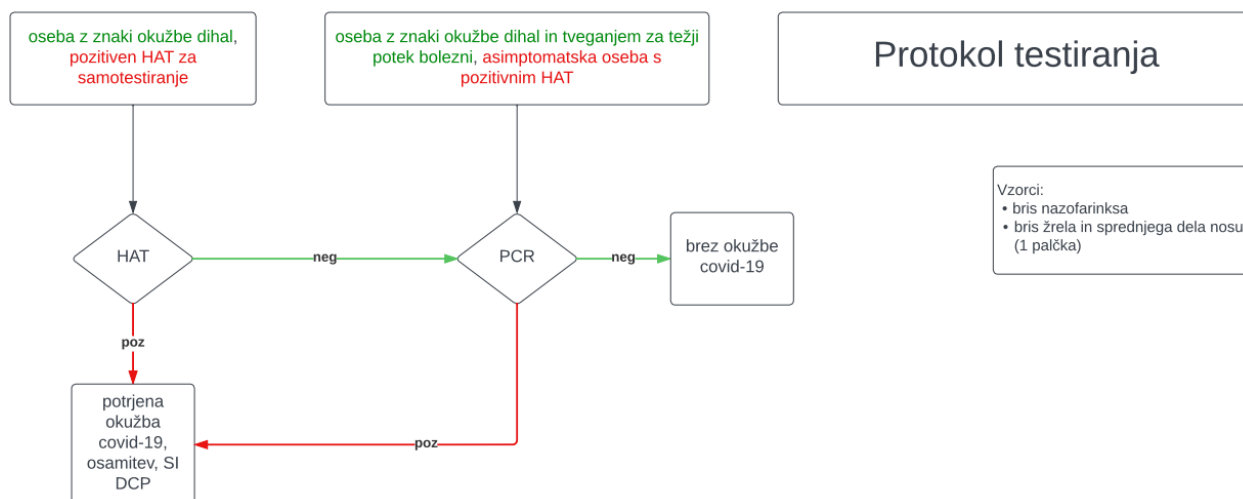 oseba z znaki okužbe dihal,
pozitiven HAT za
samotestiranje
oseba z znaki okužbe dihal in tveganjem za težji
potek bolezni, asimptomatska oseba s
pozitivnim HAT
Protokol testiranja
Vzorci:
• bris nazofarinksa
• bris žrela in sprednjega dela nosu
(1 palčka)
HAT
neg
PCR
neg
brez okužbe
covid-19
poz
potrjena
okužba
covid-19,
osamitev, SI
DCP
poz